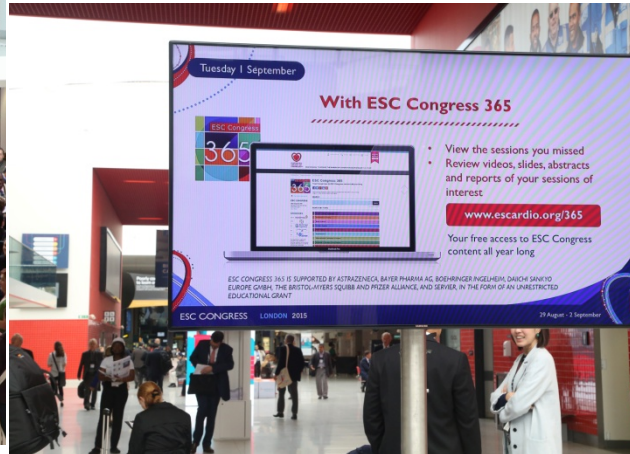 Tuesday 1 September
With ESC Congress 365
ESC Congress
365
• View the sessions you missed
• Review videos, slides, abstracts
and reports of your sessions of
interest
www.escardio.org/365
Your free access to ESC Congress
content all year long
ESC CONGRESS 365 IS SUPPORTED BY ASTRAZENECA, BAYER PHARMA AG, BOEHRINGER INGELHEIM, DAIICHI SANKYO
EUROPE GMBH, THE BRISTOL-MYERS SQUIBB AND PFIZER ALLIANCE, AND SERVIER, IN THE FORM OF AN UNRESTRICTED
EDUCATIONAL GRANT
ESC CONGRESS LONDON 2015
29 August - 2 September